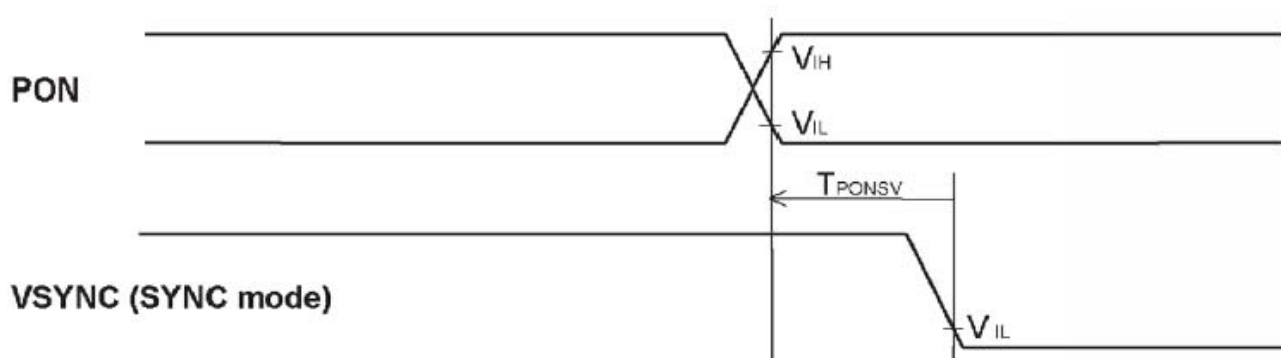 PON
VIH
VIL
TPONSV
VSYNC (SYNC mode)
VIL